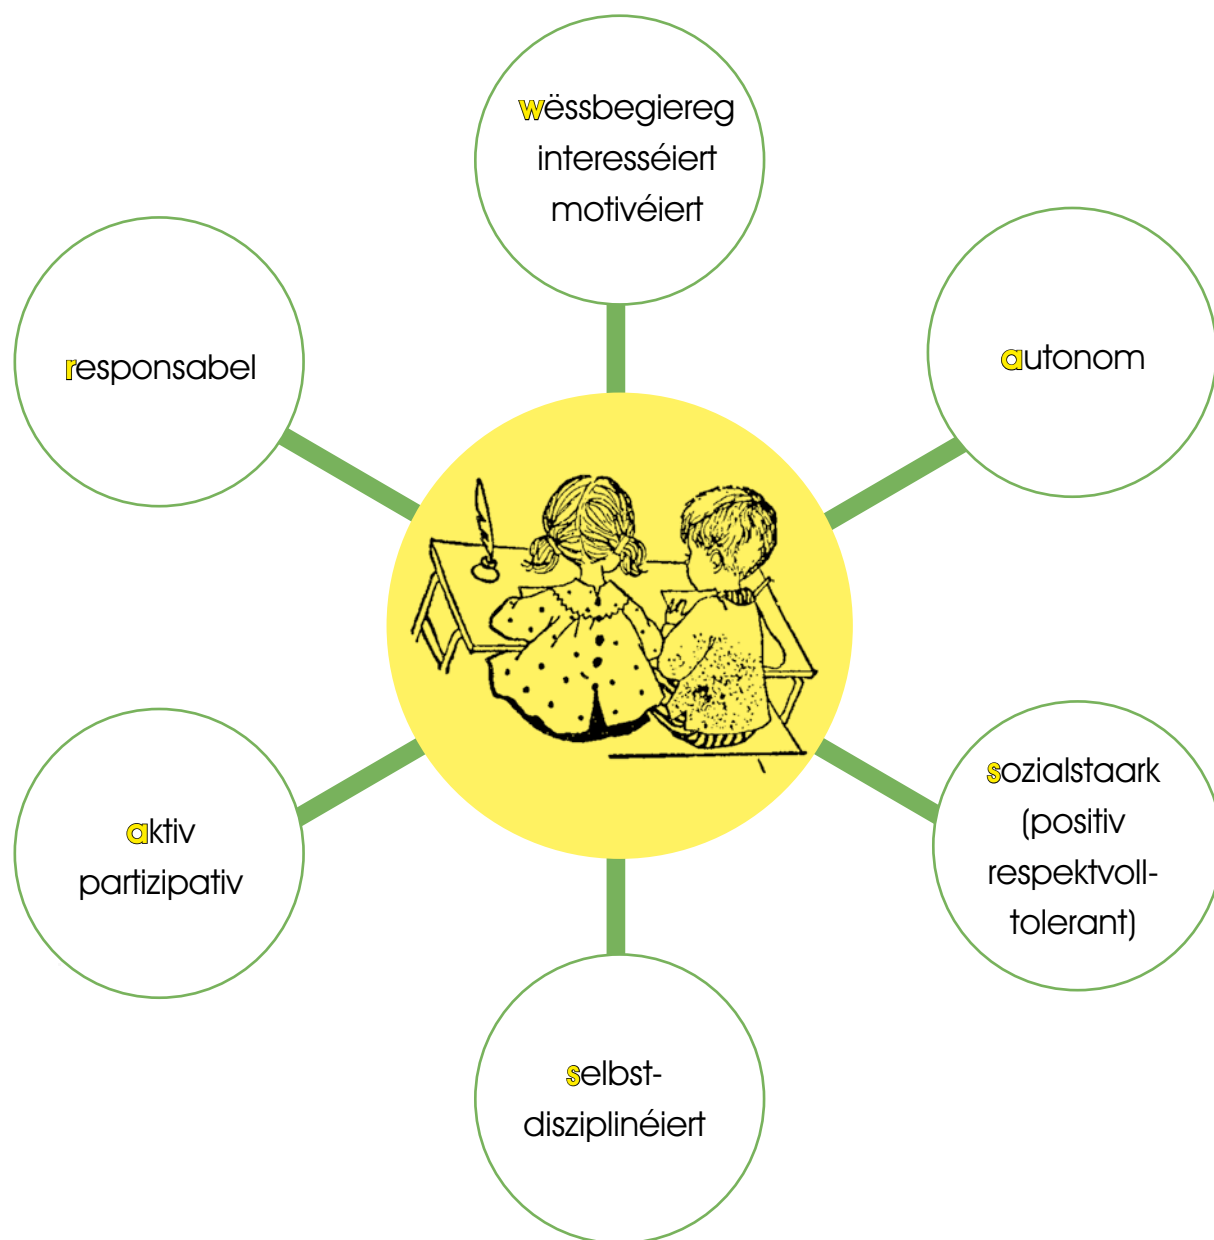 wëssbegiereg
interesséiert
motivéiert
autonom
sozialstaark
(positiv
respektvoll-
tolerant)
selbst-
disziplinéiert
aktiv
partizipativ
responsabel